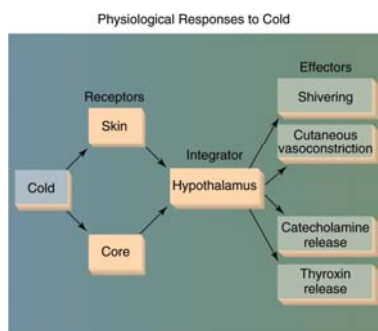 Physiological Responses to Cold
Effectors
Receptors
Shivering
Skin
Integrator
Cutaneous
vasoconstriction
Cold
Hypothalamus
Core
Catecholamine
release
Thyroxin
release